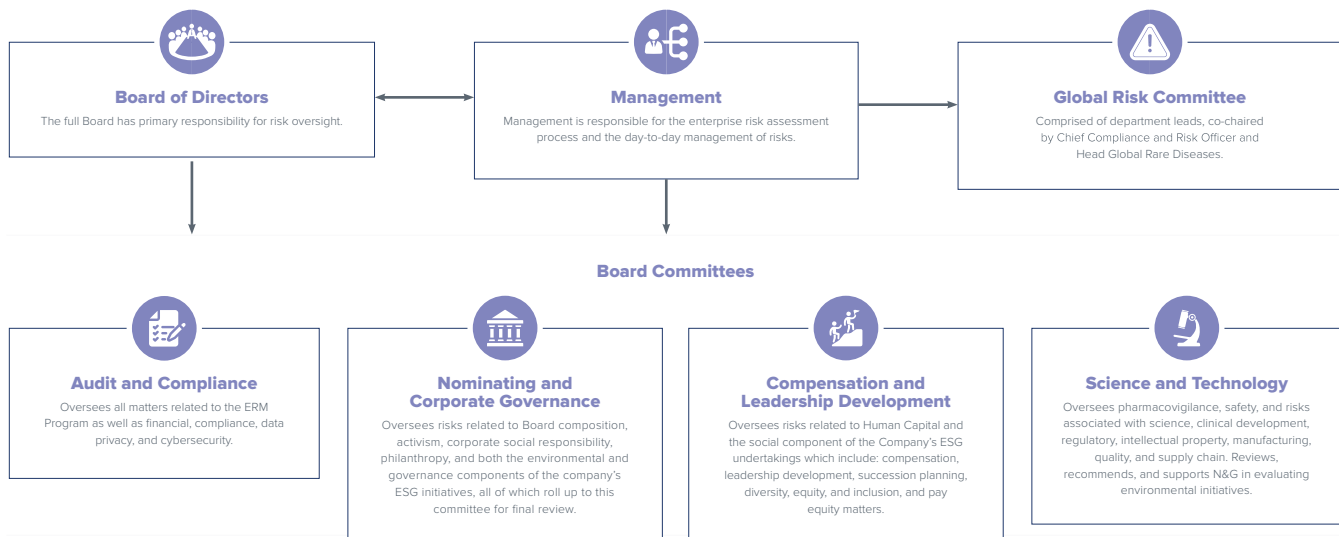 Board of Directors
The full Board has primary responsibility for risk oversight.
Management
Management is responsible for the enterprise risk assessment
process and the day-to-day management of risks.
Global Risk Committee
Comprised of department leads, co-chaired
by Chief Compliance and Risk Officer and
Head Global Rare Diseases.
Board Committees
Audit and Compliance
Oversees all matters related to the ERM
Program as well as financial, compliance, data
privacy, and cybersecurity.
Nominating and
Corporate Governance
Oversees risks related to Board composition,
activism, corporate social responsibility,
philanthropy, and both the environmental and
governance components of the company's
ESG initiatives, all of which roll up to this
committee for final review.
Compensation and
Leadership Development
Oversees risks related to Human Capital and
the social component of the Company's ESG
undertakings which include: compensation,
leadership development, succession planning,
diversity, equity, and inclusion, and pay
equity matters.
Science and Technology
Oversees pharmacovigilance, safety, and risks
associated with science, clinical development,
regulatory, intellectual property, manufacturing,
quality, and supply chain. Reviews,
recommends, and supports N&G in evaluating
environmental initiatives.